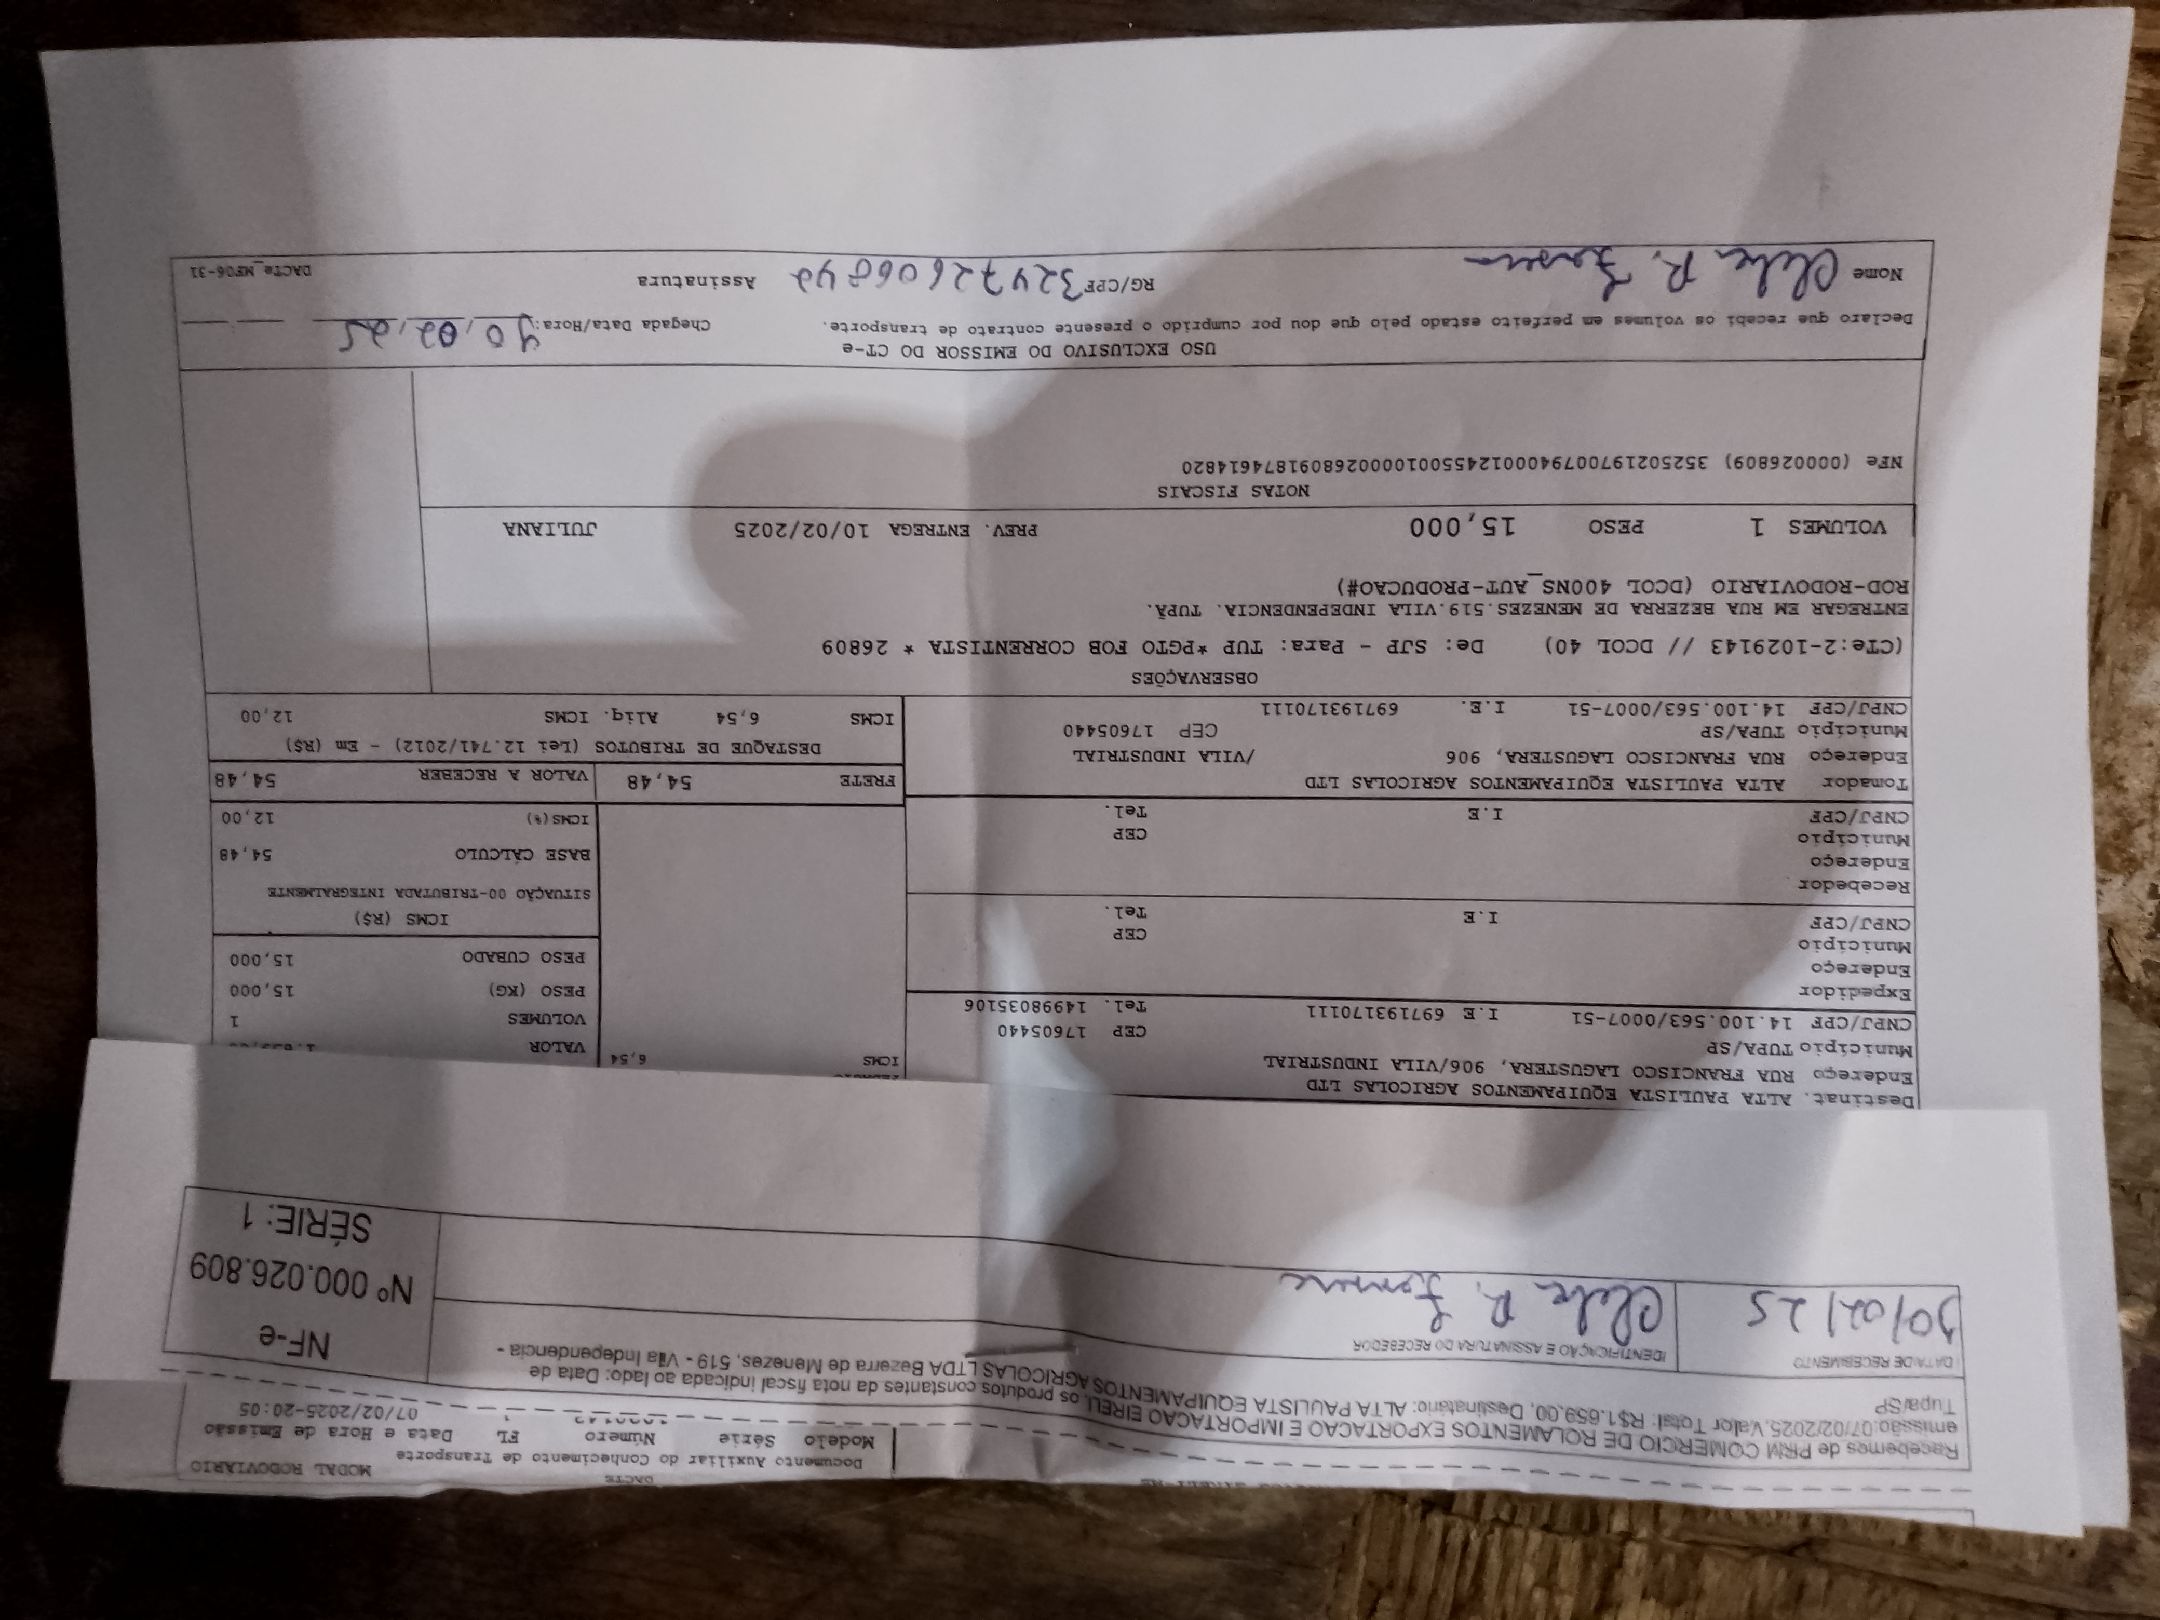 DACTE
MODAL RODOVIARIO
Documento Auxiliar do Conhecimento de Transporte
Modelo Série Número FL Data e Hora de Emissão
07/02/2025-20:05
Recebemos de PRM COMERCIO DE ROLAMENTOS EXPORTACAO E IMPORTACAO EIRELI, os produtos constantes da nota fiscal indicada ao lado; Data de
emissão: 07/02/2025, Valor Total: R$1.659,00, Destinatário: ALTA PAULISTA EQUIPAMENTOS AGRICOLAS LTDA Bezerra de Menezes, 519 - Vila Independencia -
Tupa/SP
DATA DE RECEBIMENTO
IDENTIFICAÇÃO E ASSINATURA DO RECEBEDOR
10/02/25
NF-e
Nº 000.026.809
SÉRIE: 1
Destinat. ALTA PAULISTA EQUIPAMENTOS AGRICOLAS LTD
Endereço RUA FRANCISCO LAGUSTERA, 906/VILA INDUSTRIAL
Município TUPA/SP CEP 17605440
CNPJ/CPF 14.100.563/0007-51 I.E 697193170111 Tel. 14998035106
Expedidor
Endereço
Município CEP
CNPJ/CPF I.E Tel.
Recebedor
Endereço
Município CEP
CNPJ/CPF I.E Tel.
Tomador ALTA PAULISTA EQUIPAMENTOS AGRICOLAS LTD
Endereço RUA FRANCISCO LAGUSTERA, 906 /VILA INDUSTRIAL
Município TUPA/SP CEP 17605440
CNPJ/CPF 14.100.563/0007-51 I.E. 697193170111
ICMS 6,54
VALOR
VOLUMES 1
PESO (KG) 15,000
PESO CUBADO 15,000
ICMS (R$)
SITUAÇÃO 00-TRIBUTADA INTEGRALMENTE
BASE CÁLCULO 54,48
ICMS(%) 12,00
FRETE 54,48 VALOR A RECEBER 54,48
DESTAQUE DE TRIBUTOS (Lei 12.741/2012) - Em (R$)
ICMS 6,54 Aliq. ICMS 12,00
OBSERVAÇÕES
(CTe:2-1029143 // DCOL 40) De: SJP - Para: TUP *PGTO FOB CORRENTISTA * 26809
ENTREGAR EM RUA BEZERRA DE MENEZES.519.VILA INDEPENDENCIA. TUPÃ.
ROD-RODOVIARIO (DCOL 400NS_AUT-PRODUCAO#)
VOLUMES 1 PESO 15,000 PREV. ENTREGA 10/02/2025 JULIANA
NOTAS FISCAIS
NFe (000026809) 35250219700794000124550010000268091874614820
USO EXCLUSIVO DO EMISSOR DO CT-e
Declaro que recebi os volumes em perfeito estado pelo que dou por cumprido o presente contrato de transporte. Chegada Data/Hora: 10,02,25
Nome RG/CPF 32472606842 Assinatura
DACTe_MF06-31